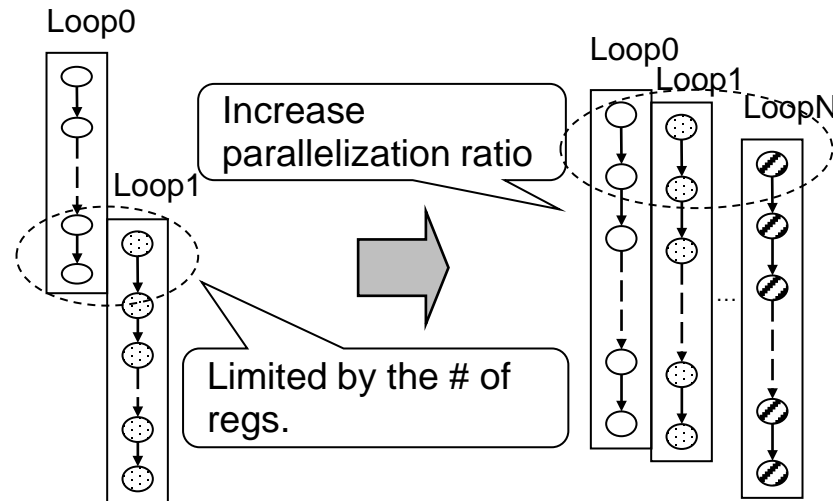 Loop0
Loop1
Limited by the # of
regs.
Increase
parallelization ratio
Loop0
Loop1
LoopN
...